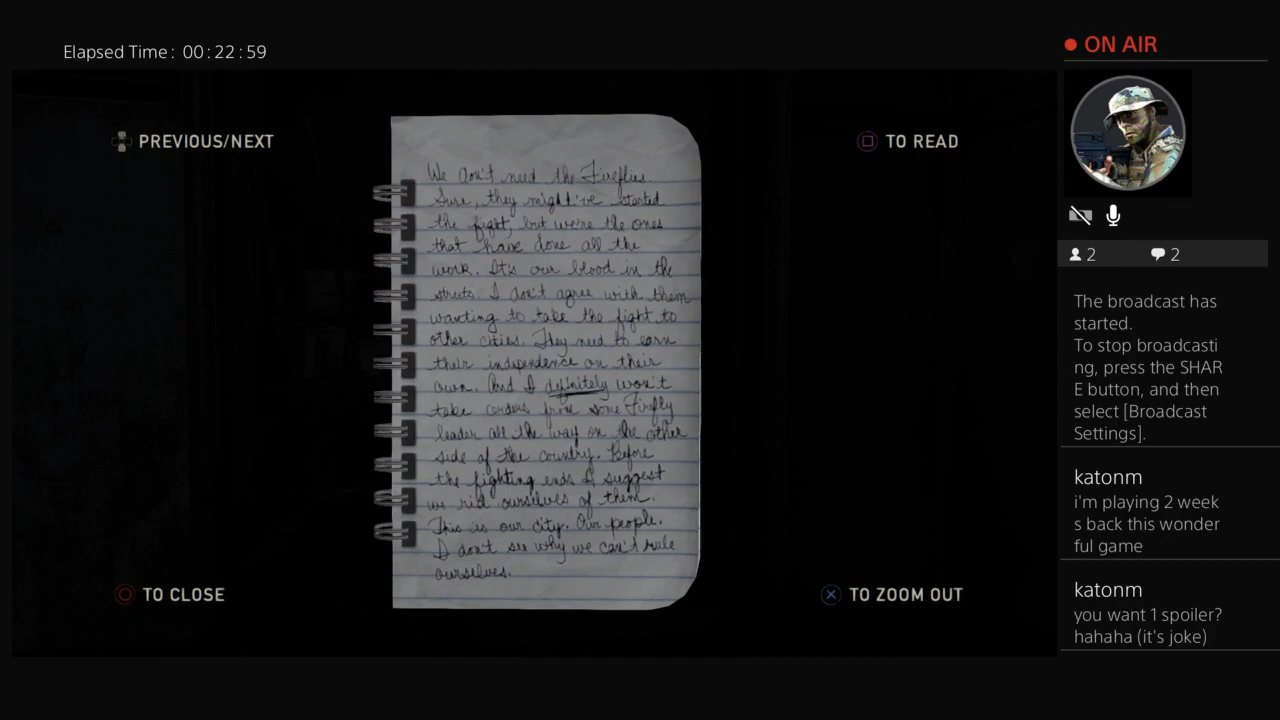 Elapsed Time: 00:22:59
ON AIR
PREVIOUS/NEXT
TO READ
We don't need the Fireflies.
Sure, they might've started
the fight, but we're the ones
that have done all the
work. It's our blood in the
streets. I don't agree with them
wanting to take the fight to
other cities. They need to earn
their independence on their
own. And I definitely won't
take orders from some Firefly
leader all the way on the other
side of the country. Before
the fighting ends I suggest
we rid ourselves of them.
This is our city. Our people.
I don't see why we can't rule
ourselves.
TO CLOSE
TO ZOOM OUT
2
2
The broadcast has
started.
To stop broadcasti
ng, press the SHAR
E button, and then
select [Broadcast
Settings].
katonm
i'm playing 2 week
s back this wonder
ful game
katonm
you want 1 spoiler?
hahaha (it's joke)